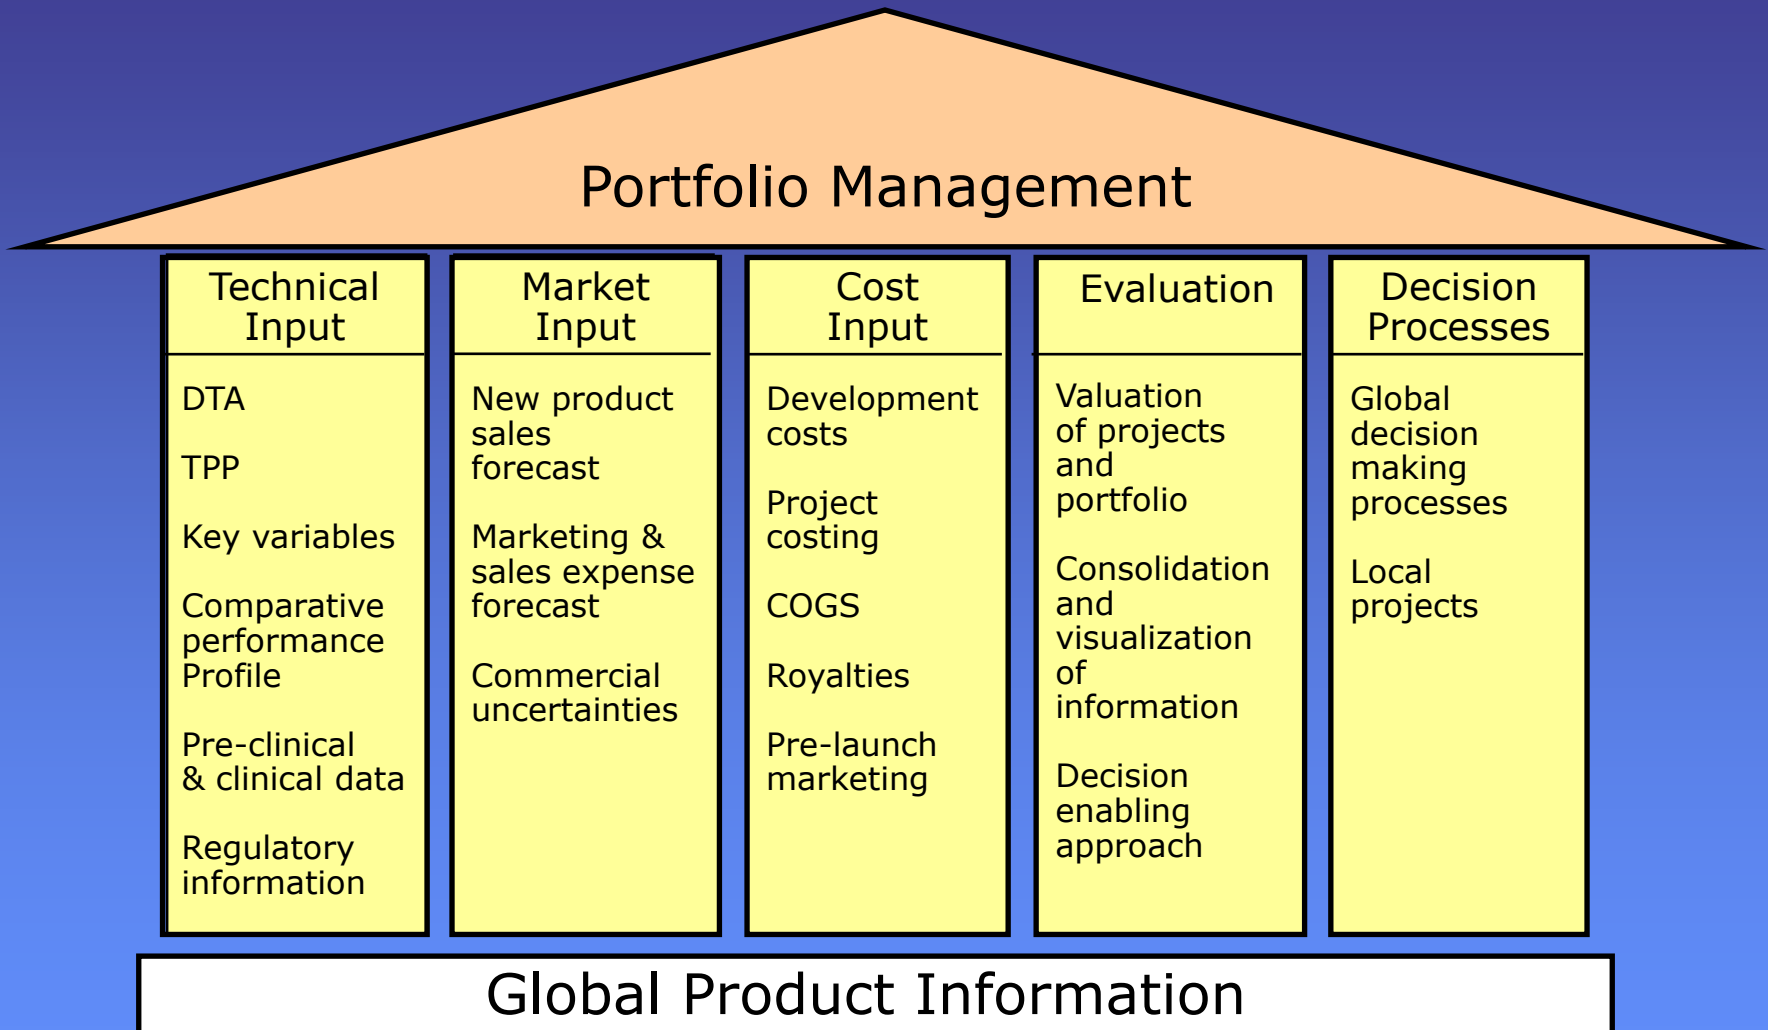 Portfolio Management
Technical
Input
DTA
TPP
Key variables
Comparative
performance
Profile
Pre-clinical
& clinical data
Regulatory
information
Market
Input
New product
sales
forecast
Marketing &
sales expense
forecast
Commercial
uncertainties
Cost
Input
Development
costs
Project
costing
COGS
Royalties
Pre-launch
marketing
Evaluation
Valuation
of projects
and
portfolio
Consolidation
and
visualization
of
information
Decision
enabling
approach
Decision
Processes
Global
decision
making
processes
Local
projects
Global Product Information